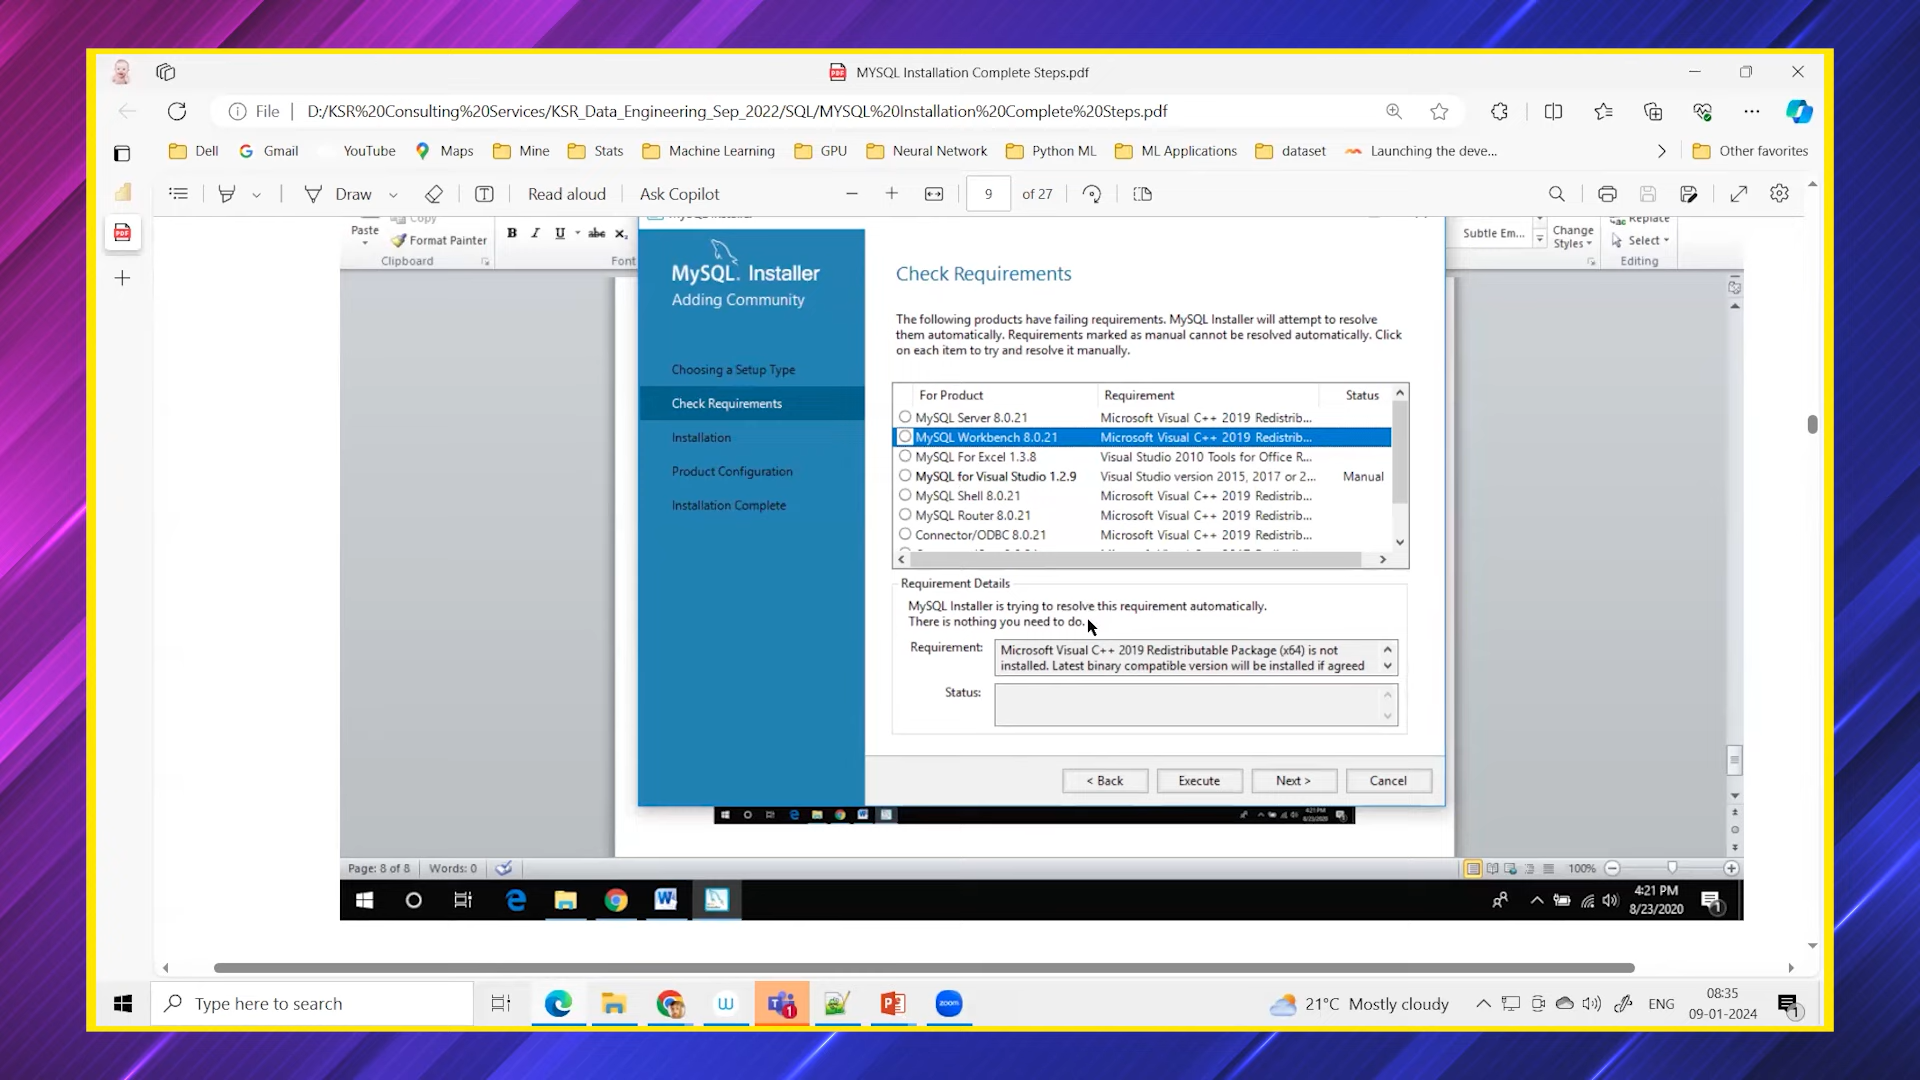 MYSQL Installation Complete Steps.pdf
File | D:/KSR%20Consulting%20Services/KSR_Data_Engineering_Sep_2022/SQL/MYSQL%20Installation%20Complete%20Steps.pdf
Dell Gmail YouTube Maps Mine Stats Machine Learning GPU Neural Network Python ML ML Applications dataset Launching the deve... Other favorites
Draw Read aloud Ask Copilot 9 of 27
Copy
Paste
Format Painter
Clipboard
B I U abc
Font
Subtle Em...
Change Styles
Replace
Select
Editing
MySQL Installer
Adding Community
Choosing a Setup Type
Check Requirements
Installation
Product Configuration
Installation Complete
Check Requirements
The following products have failing requirements. MySQL Installer will attempt to resolve
them automatically. Requirements marked as manual cannot be resolved automatically. Click
on each item to try and resolve it manually.
For Product Requirement Status
MySQL Server 8.0.21 Microsoft Visual C++ 2019 Redistrib...
MySQL Workbench 8.0.21 Microsoft Visual C++ 2019 Redistrib...
MySQL For Excel 1.3.8 Visual Studio 2010 Tools for Office R...
MySQL for Visual Studio 1.2.9 Visual Studio version 2015, 2017 or 2... Manual
MySQL Shell 8.0.21 Microsoft Visual C++ 2019 Redistrib...
MySQL Router 8.0.21 Microsoft Visual C++ 2019 Redistrib...
Connector/ODBC 8.0.21 Microsoft Visual C++ 2019 Redistrib...
Requirement Details
MySQL Installer is trying to resolve this requirement automatically.
There is nothing you need to do.
Requirement: Microsoft Visual C++ 2019 Redistributable Package (x64) is not
installed. Latest binary compatible version will be installed if agreed
Status:
< Back Execute Next > Cancel
4:21 PM
8/23/2020
Page: 8 of 8 Words: 0 100%
4:21 PM
8/23/2020
Type here to search
21°C Mostly cloudy ENG 08:35
09-01-2024